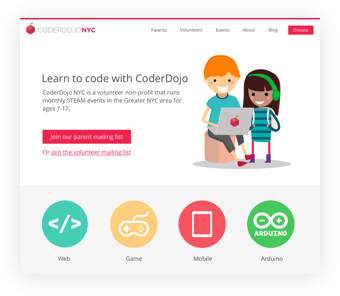 CODERDOJONYC
Parents
Volunteers
Events
About
Blog
Donate
Learn to code with CoderDojo
CoderDojo NYC is a volunteer non-profit that runs
monthly STEAM events in the Greater NYC area for
ages 7-17.
Join our parent mailing list
Or join the volunteer mailing list
</>
ARDUINO
Web
Game
Mobile
Arduino